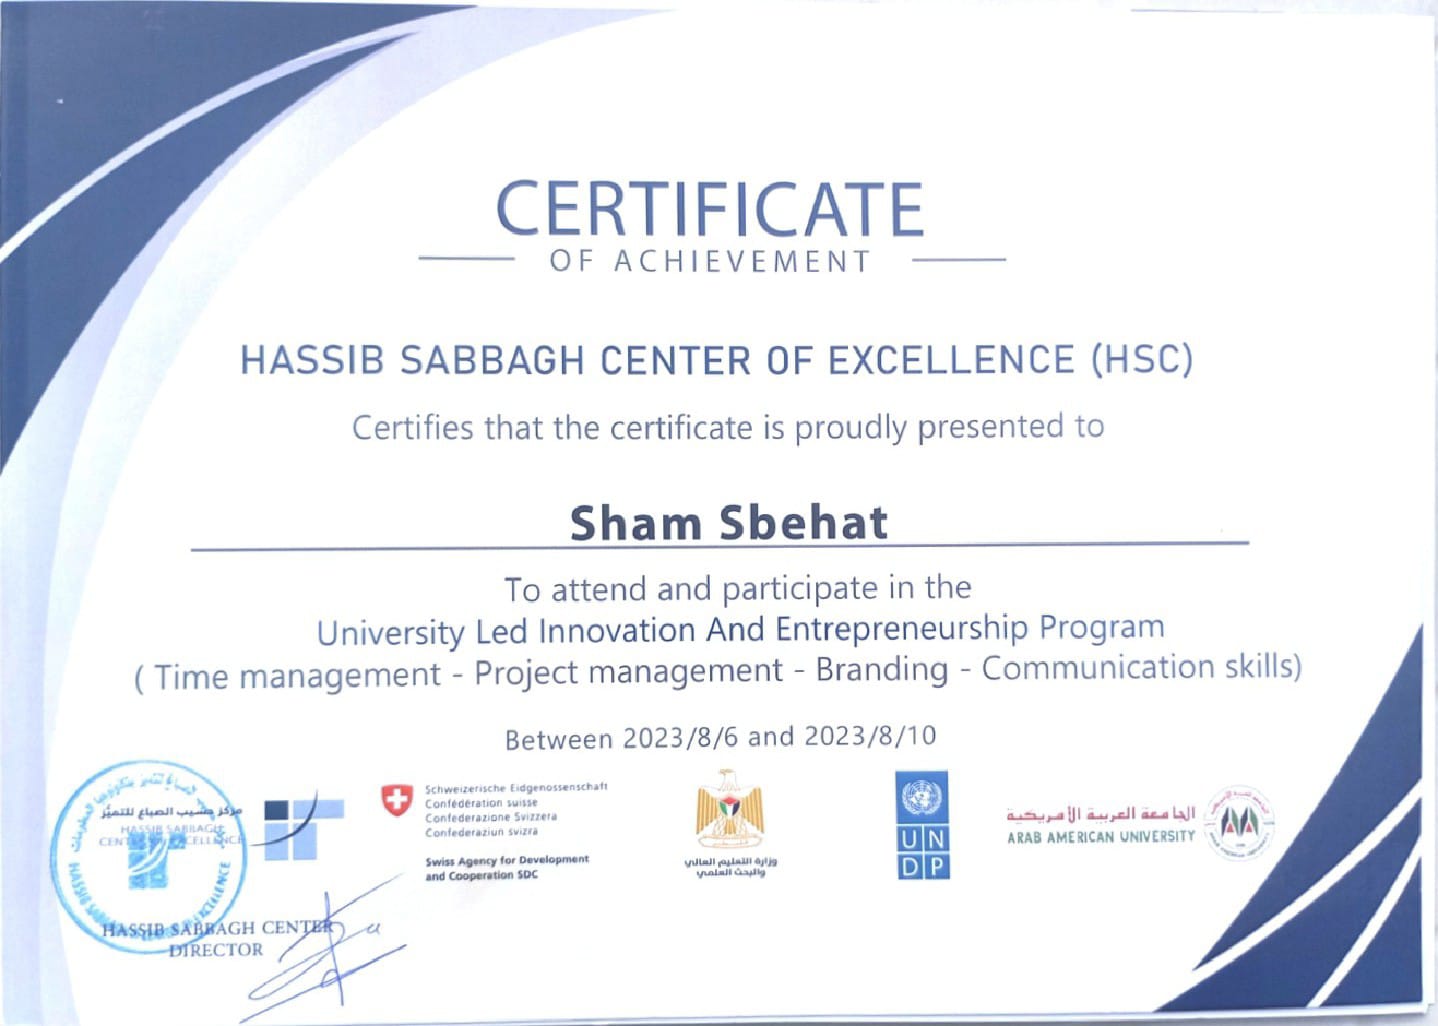 CERTIFICATE
OF ACHIEVEMENT
HASSIB SABBAGH CENTER OF EXCELLENCE (HSC)
Certifies that the certificate is proudly presented to
Sham Sbehat
To attend and participate in the
University Led Innovation And Entrepreneurship Program
( Time management - Project management - Branding - Communication skills)
Between 2023/8/6 and 2023/8/10
مركز حسيب الصباغ للتميز
HASSIB SABBAGH
CENTER OF EXCELLENCE
Schweizerische Eidgenossenschaft
Confédération suisse
Confederazione Svizzera
Confederaziun svizra
Swiss Agency for Development
and Cooperation SDC
وزارة التعليم العالي
والبحث العلمي
UN
DP
الجامعة العربية الأمريكية
ARAB AMERICAN UNIVERSITY
HASSIB SABBAGH CENTER
DIRECTOR